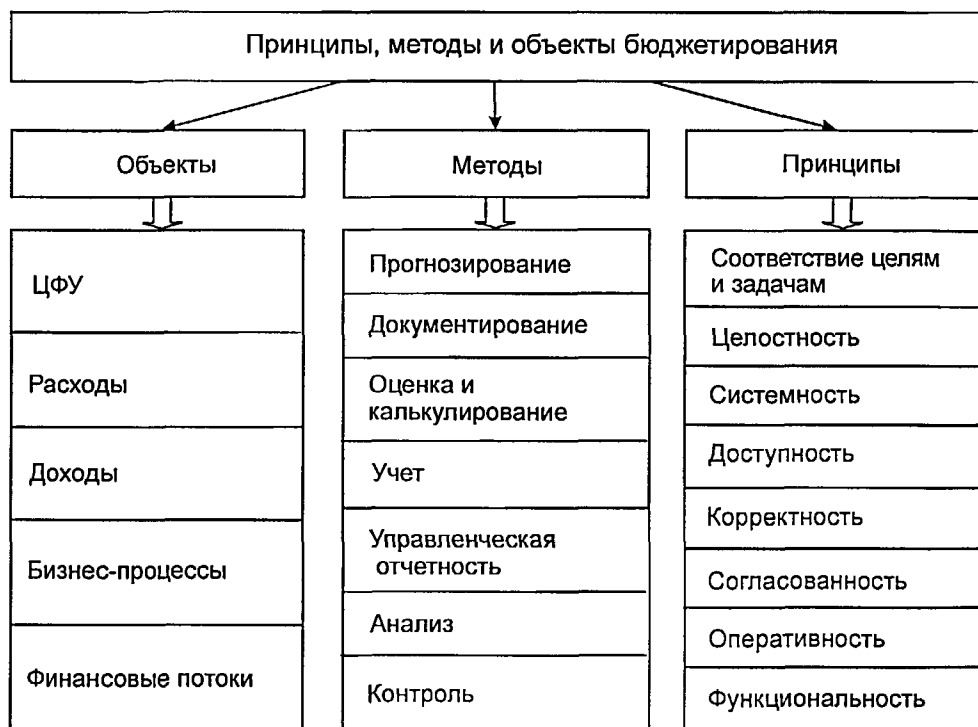 Принципы, методы и объекты бюджетирования
Объекты
ЦФУ
Расходы
Доходы
Бизнес-процессы
Финансовые потоки
Методы
Прогнозирование
Документирование
Оценка и
калькулирование
Учет
Управленческая
отчетность
Анализ
Контроль
Принципы
Соответствие целям
и задачам
Целостность
Системность
Доступность
Корректность
Согласованность
Оперативность
Функциональность